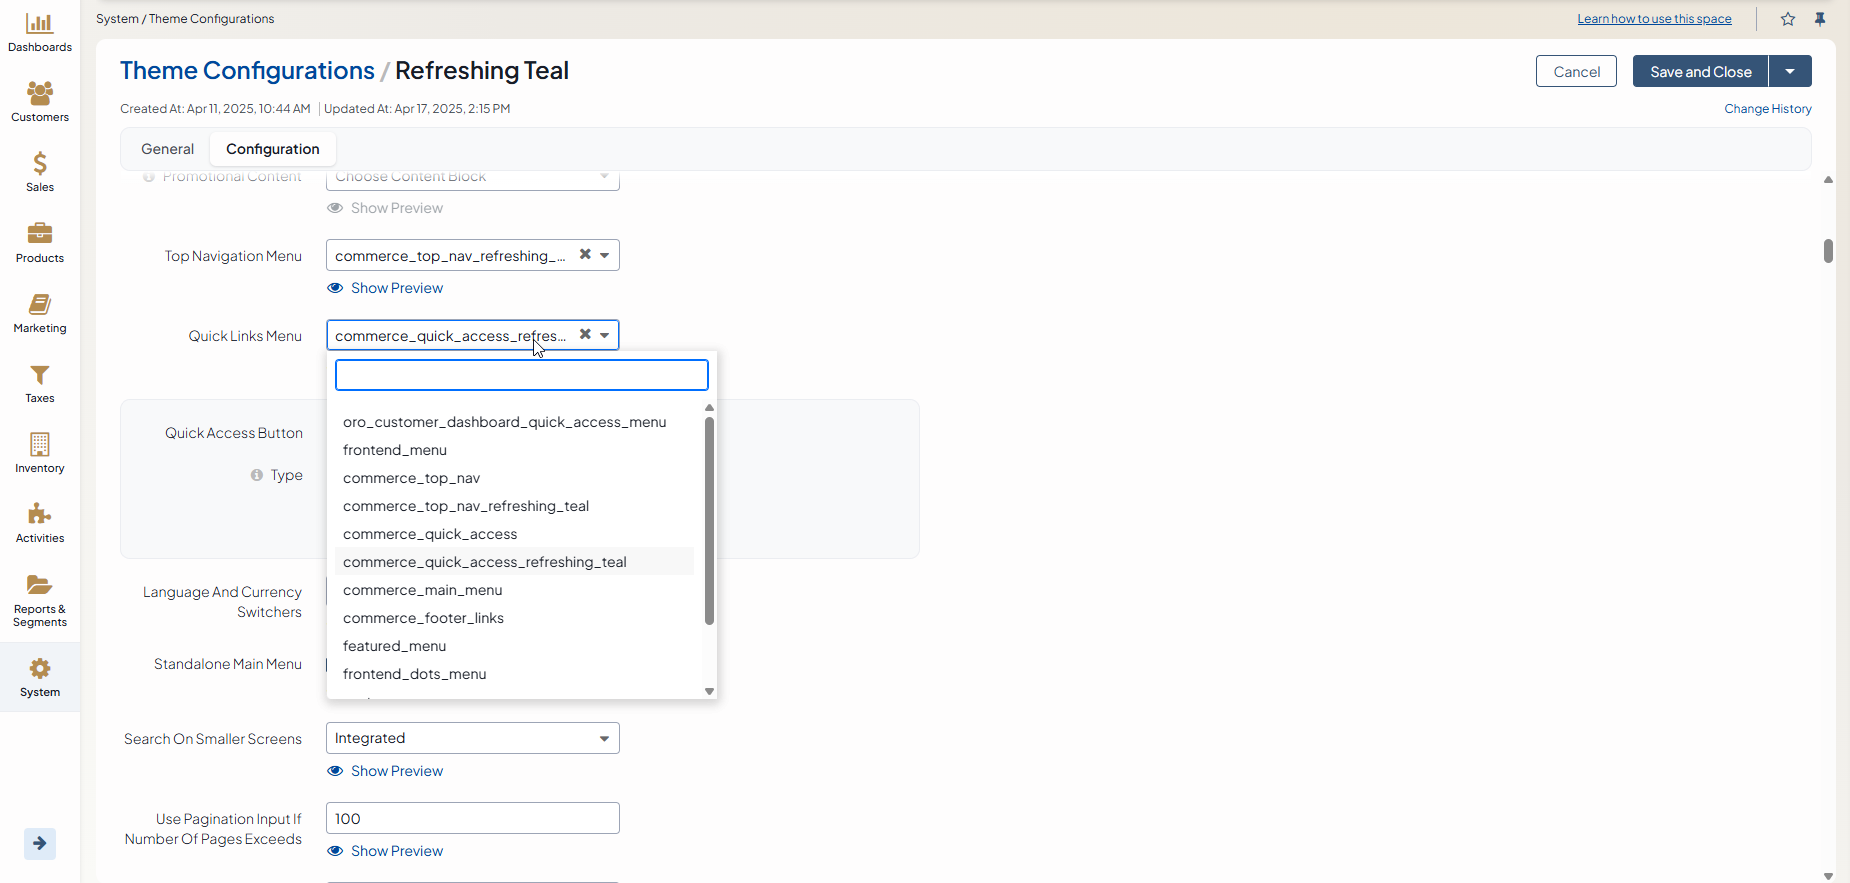 System / Theme Configurations
Learn how to use this space
Dashboards
Customers
Sales
Products
Marketing
Taxes
Inventory
Activities
Reports &
Segments
System
Theme Configurations / Refreshing Teal
Cancel
Save and Close
Created At: Apr 11, 2025, 10:44 AM | Updated At: Apr 17, 2025, 2:15 PM
Change History
General
Configuration
Promotional Content
Choose Content Block
Show Preview
Top Navigation Menu
commerce_top_nav_refreshing_...
Show Preview
Quick Links Menu
commerce_quick_access_refres...
oro_customer_dashboard_quick_access_menu
frontend_menu
commerce_top_nav
commerce_top_nav_refreshing_teal
commerce_quick_access
commerce_quick_access_refreshing_teal
commerce_main_menu
commerce_footer_links
featured_menu
frontend_dots_menu
Quick Access Button
Type
Language And Currency
Switchers
Standalone Main Menu
Search On Smaller Screens
Integrated
Show Preview
Use Pagination Input If
Number Of Pages Exceeds
100
Show Preview